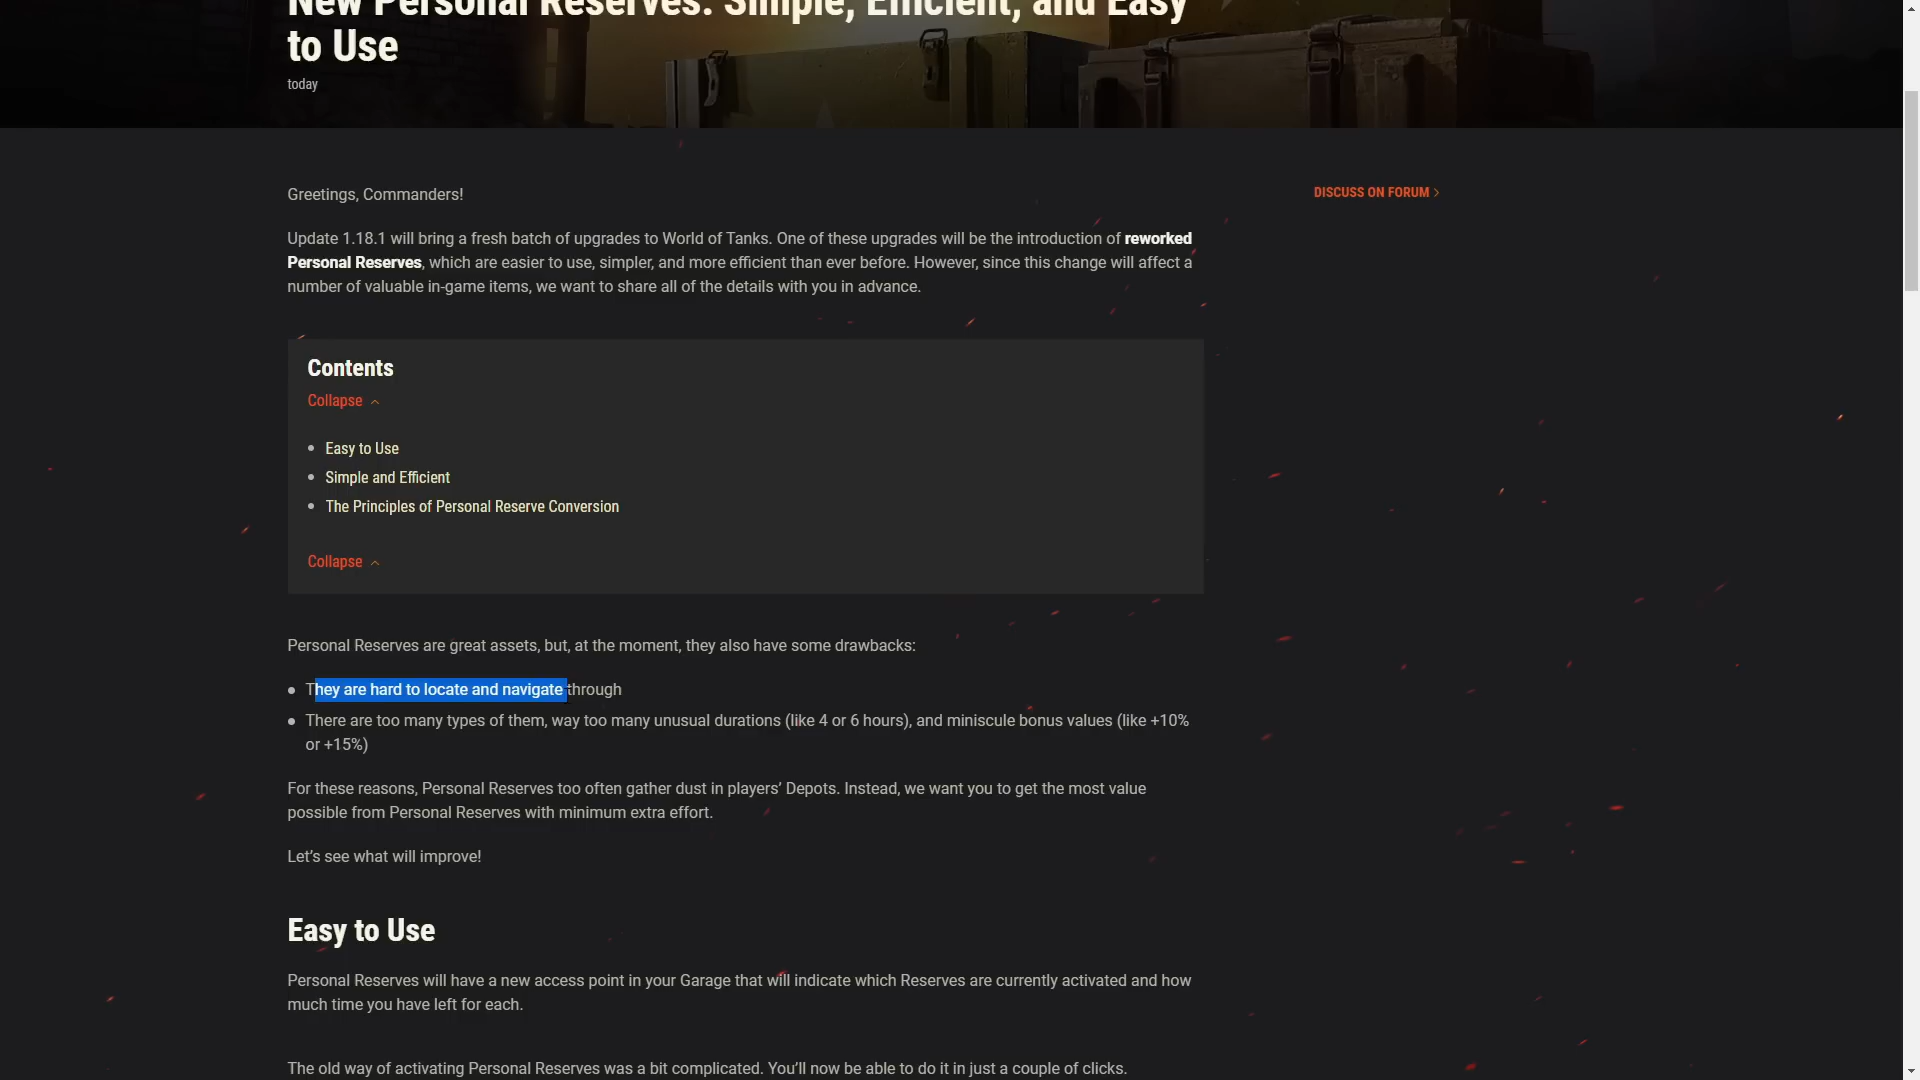 New Personal Reserves: Simple, Efficient, and Easy
to Use
today
Greetings, Commanders!
DISCUSS ON FORUM
Update 1.18.1 will bring a fresh batch of upgrades to World of Tanks. One of these upgrades will be the introduction of reworked
Personal Reserves, which are easier to use, simpler, and more efficient than ever before. However, since this change will affect a
number of valuable in-game items, we want to share all of the details with you in advance.
Contents
Collapse
Easy to Use
Simple and Efficient
The Principles of Personal Reserve Conversion
Collapse
Personal Reserves are great assets, but, at the moment, they also have some drawbacks:
They are hard to locate and navigate through
There are too many types of them, way too many unusual durations (like 4 or 6 hours), and miniscule bonus values (like +10%
or +15%)
For these reasons, Personal Reserves too often gather dust in players’ Depots. Instead, we want you to get the most value
possible from Personal Reserves with minimum extra effort.
Let’s see what will improve!
Easy to Use
Personal Reserves will have a new access point in your Garage that will indicate which Reserves are currently activated and how
much time you have left for each.
The old way of activating Personal Reserves was a bit complicated. You’ll now be able to do it in just a couple of clicks.